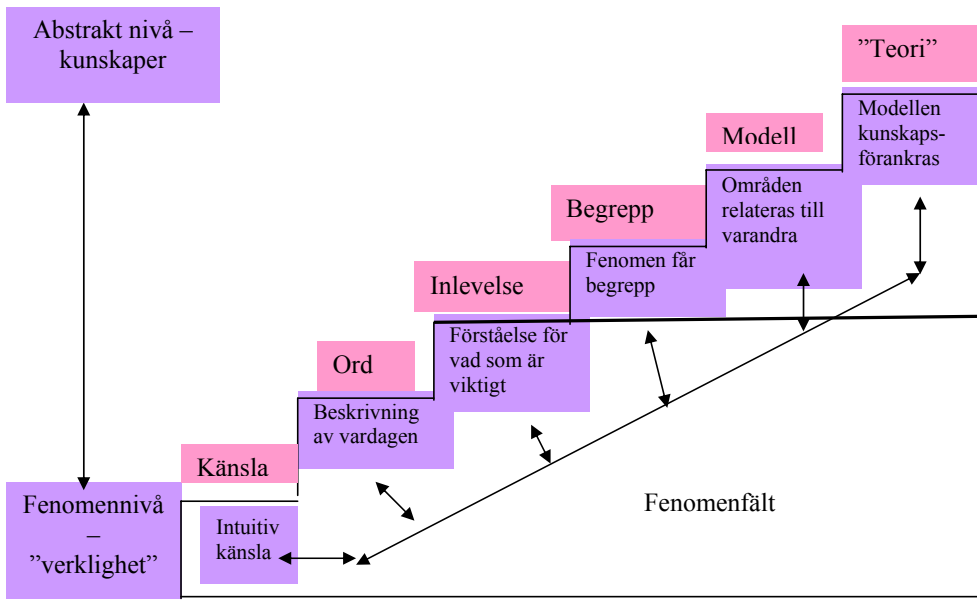 Abstrakt nivå –
kunskaper
”Teori”
Modellen
kunskaps-
förankras
Modell
Områden
relateras till
varandra
Begrepp
Fenomen får
begrepp
Inlevelse
Förståelse för
vad som är
viktigt
Ord
Beskrivning
av vardagen
Känsla
Intuitiv
känsla
Fenomennivå
–
”verklighet”
Fenomenfält